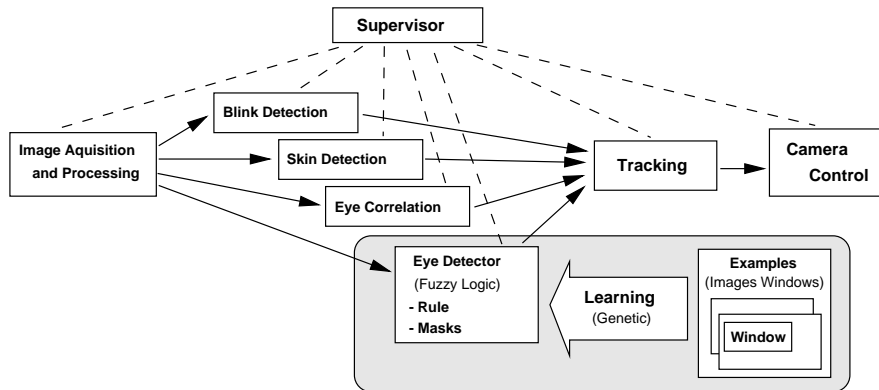 Supervisor
Blink Detection
Image Aquisition
and Processing
Skin Detection
Eye Correlation
Tracking
Camera
Control
Eye Detector
(Fuzzy Logic)
- Rule
- Masks
Learning
(Genetic)
Examples
(Images Windows)
Window